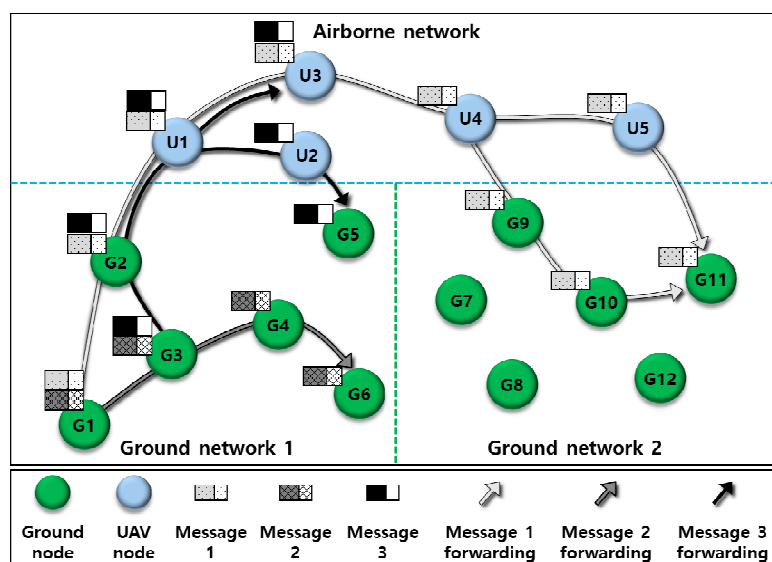 Airborne network
U3
U4
U5
U1
U2
G5
G9
G2
G11
G7
G10
G4
G3
G12
G8
G6
G1
Ground network 1
Ground network 2
Ground
node
UAV
node
Message
1
Message
2
Message
3
Message 1
forwarding
Message 2
forwarding
Message 3
forwarding